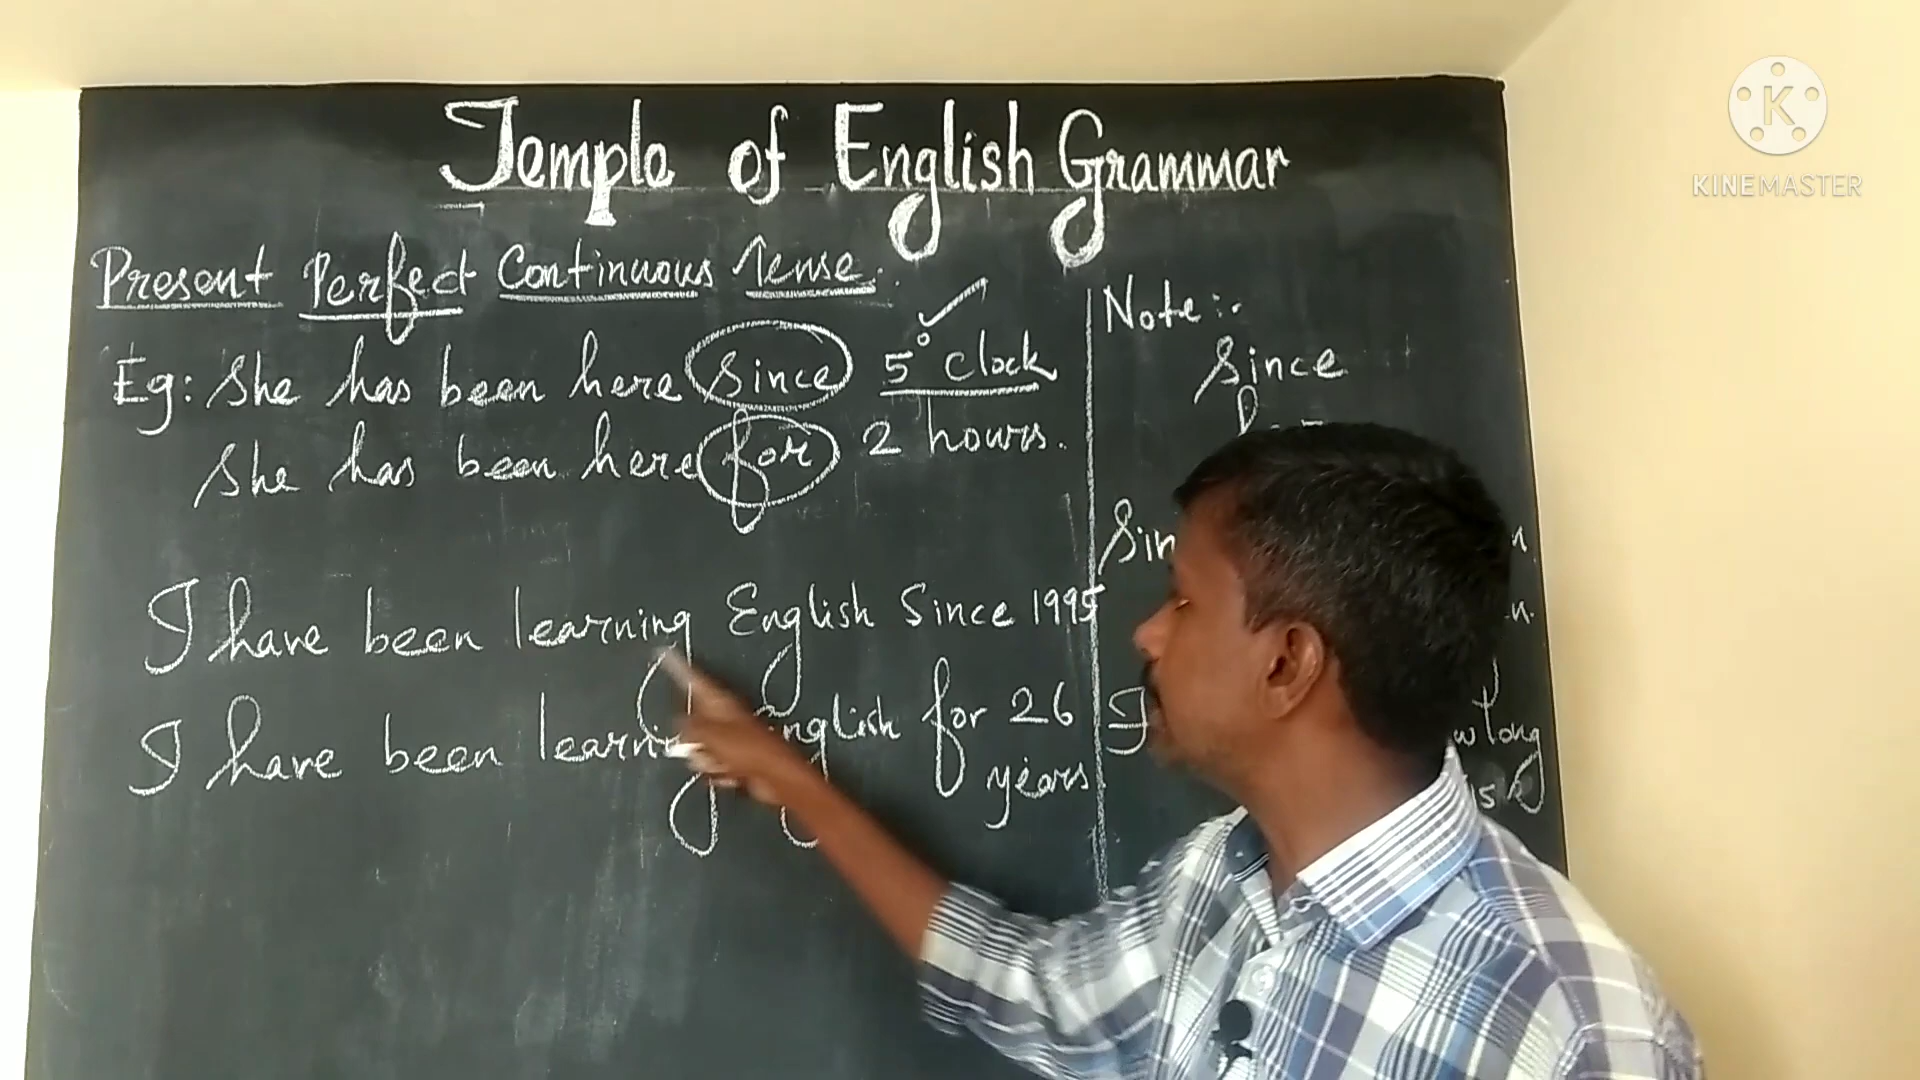 Temple of English Grammar
Present Perfect Continuous Tense.
Eg: She has been here since 5° clock
She has been here for 2 hours.
I have been learning English Since 1995
I have been learning English for 26
years
Note:-
Since
long
KINEMASTER